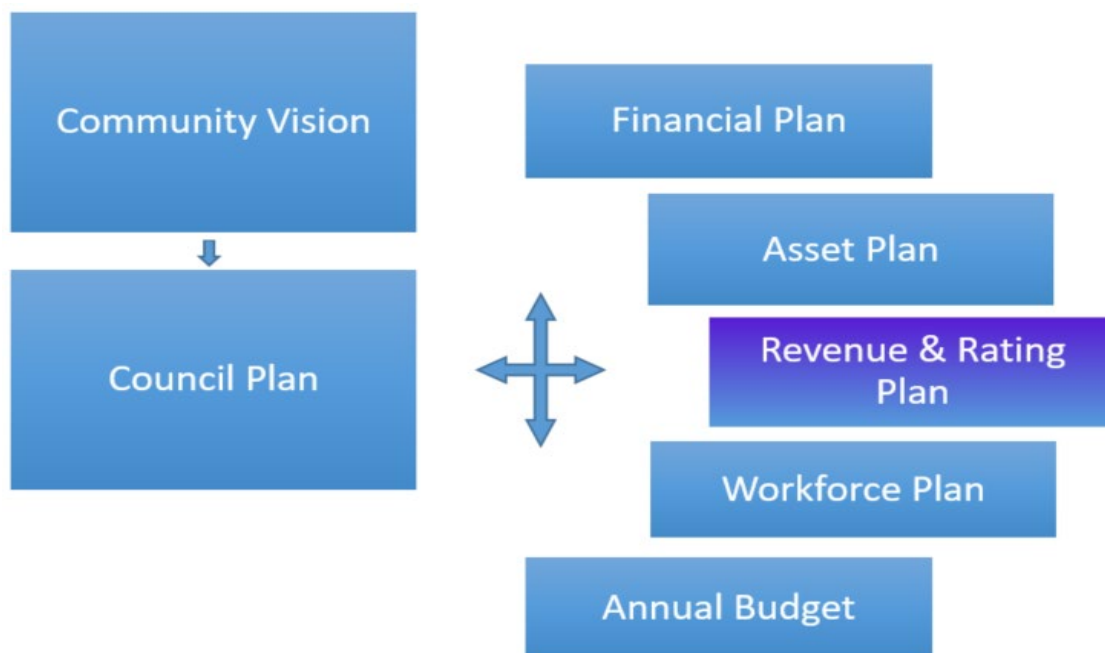 Community Vision
Council Plan
Financial Plan
Asset Plan
Revenue & Rating
Plan
Workforce Plan
Annual Budget